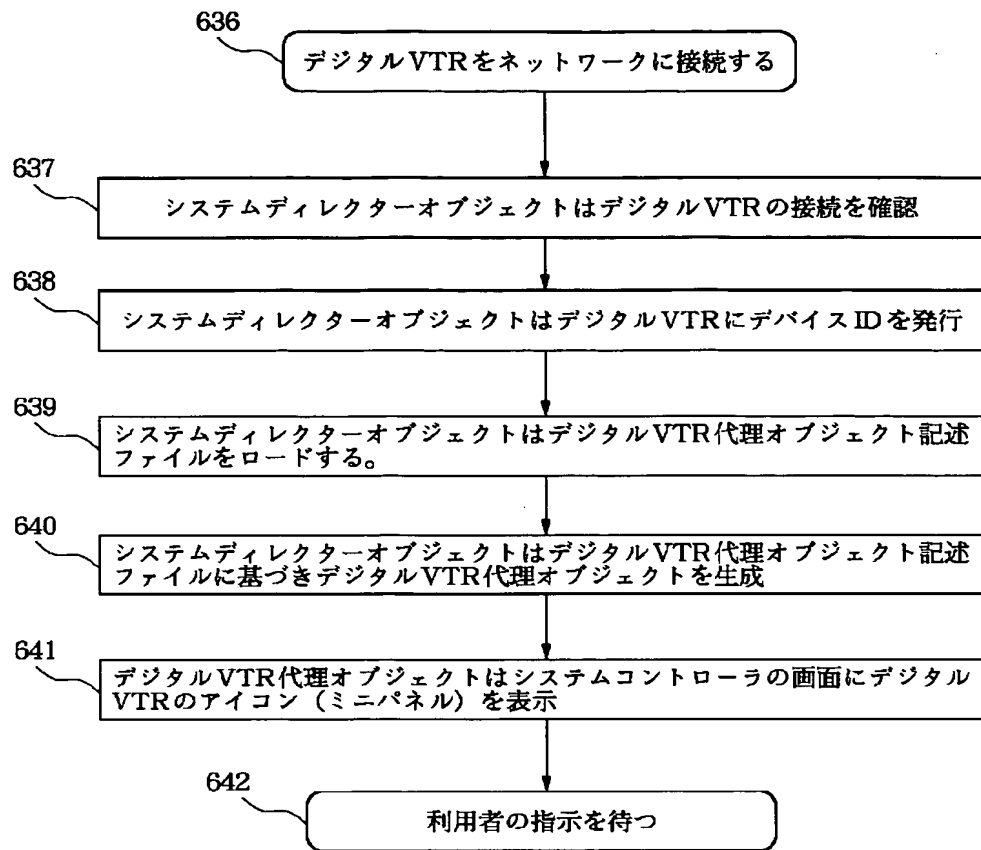 636
デジタルVTRをネットワークに接続する
637
システムディレクターオブジェクトはデジタルVTRの接続を確認
638
システムディレクターオブジェクトはデジタルVTRにデバイスIDを発行
639
システムディレクターオブジェクトはデジタルVTR代理オブジェクト記述
ファイルをロードする。
640
システムディレクターオブジェクトはデジタルVTR代理オブジェクト記述
ファイルに基づきデジタルVTR代理オブジェクトを生成
641
デジタルVTR代理オブジェクトはシステムコントローラの画面にデジタル
VTRのアイコン（ミニパネル）を表示
642
利用者の指示を待つ